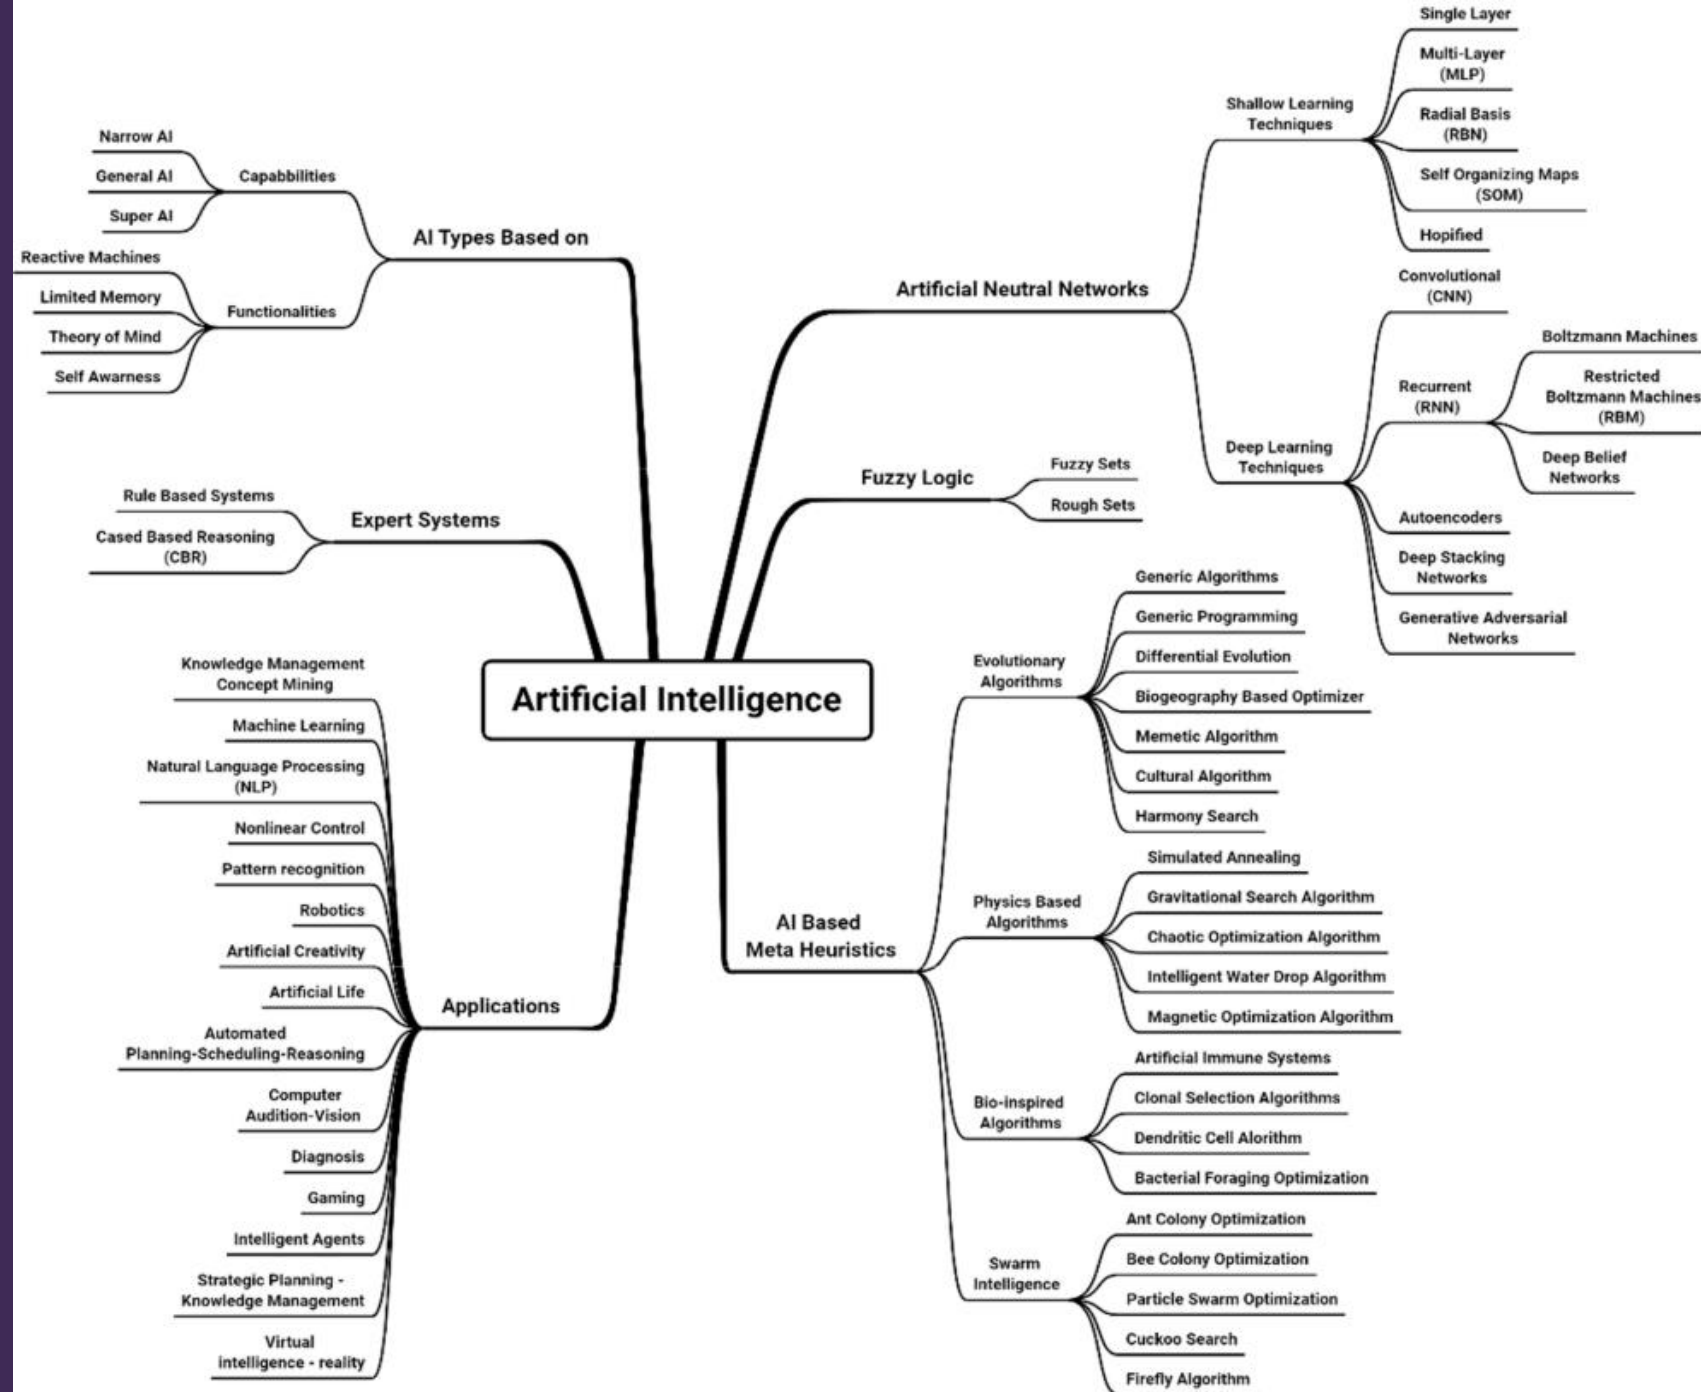 Artificial Intelligence
AI Types Based on
Capabbilities
Narrow AI
General AI
Super AI
Functionalities
Reactive Machines
Limited Memory
Theory of Mind
Self Awarness
Expert Systems
Rule Based Systems
Cased Based Reasoning
(CBR)
Applications
Knowledge Management
Concept Mining
Machine Learning
Natural Language Processing
(NLP)
Nonlinear Control
Pattern recognition
Robotics
Artificial Creativity
Artificial Life
Automated
Planning-Scheduling-Reasoning
Computer
Audition-Vision
Diagnosis
Gaming
Intelligent Agents
Strategic Planning -
Knowledge Management
Virtual
intelligence - reality
Artificial Neutral Networks
Shallow Learning
Techniques
Single Layer
Multi-Layer
(MLP)
Radial Basis
(RBN)
Self Organizing Maps
(SOM)
Hopified
Deep Learning
Techniques
Convolutional
(CNN)
Recurrent
(RNN)
Boltzmann Machines
Restricted
Boltzmann Machines
(RBM)
Deep Belief
Networks
Autoencoders
Deep Stacking
Networks
Generative Adversarial
Networks
Fuzzy Logic
Fuzzy Sets
Rough Sets
AI Based
Meta Heuristics
Evolutionary
Algorithms
Generic Algorithms
Generic Programming
Differential Evolution
Biogeography Based Optimizer
Memetic Algorithm
Cultural Algorithm
Harmony Search
Physics Based
Algorithms
Simulated Annealing
Gravitational Search Algorithm
Chaotic Optimization Algorithm
Intelligent Water Drop Algorithm
Magnetic Optimization Algorithm
Bio-inspired
Algorithms
Artificial Immune Systems
Clonal Selection Algorithms
Dendritic Cell Alorithm
Bacterial Foraging Optimization
Swarm
Intelligence
Ant Colony Optimization
Bee Colony Optimization
Particle Swarm Optimization
Cuckoo Search
Firefly Algorithm